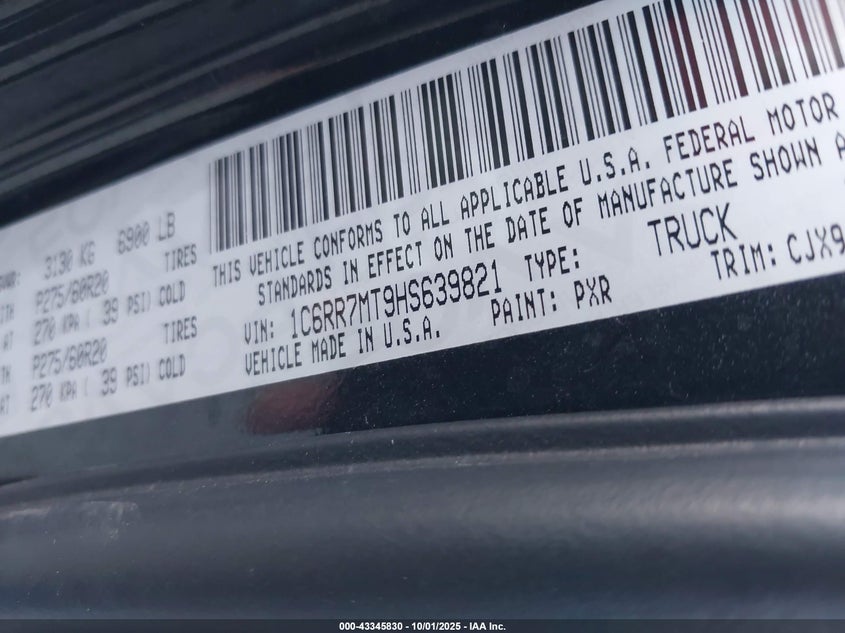 3130 KG 6900 LB
P275/60R20 TIRES
270 KPA ( 39 PSI) COLD
P275/60R20 TIRES
270 KPA ( 39 PSI) COLD
THIS VEHICLE CONFORMS TO ALL APPLICABLE U.S.A. FEDERAL MOTOR
STANDARDS IN EFFECT ON THE DATE OF MANUFACTURE SHOWN A
VIN: 1C6RR7MT9HS639821 TYPE: TRUCK
VEHICLE MADE IN U.S.A. PAINT: PXR TRIM: CJX9
000-43345830 - 10/01/2025 - IAA Inc.